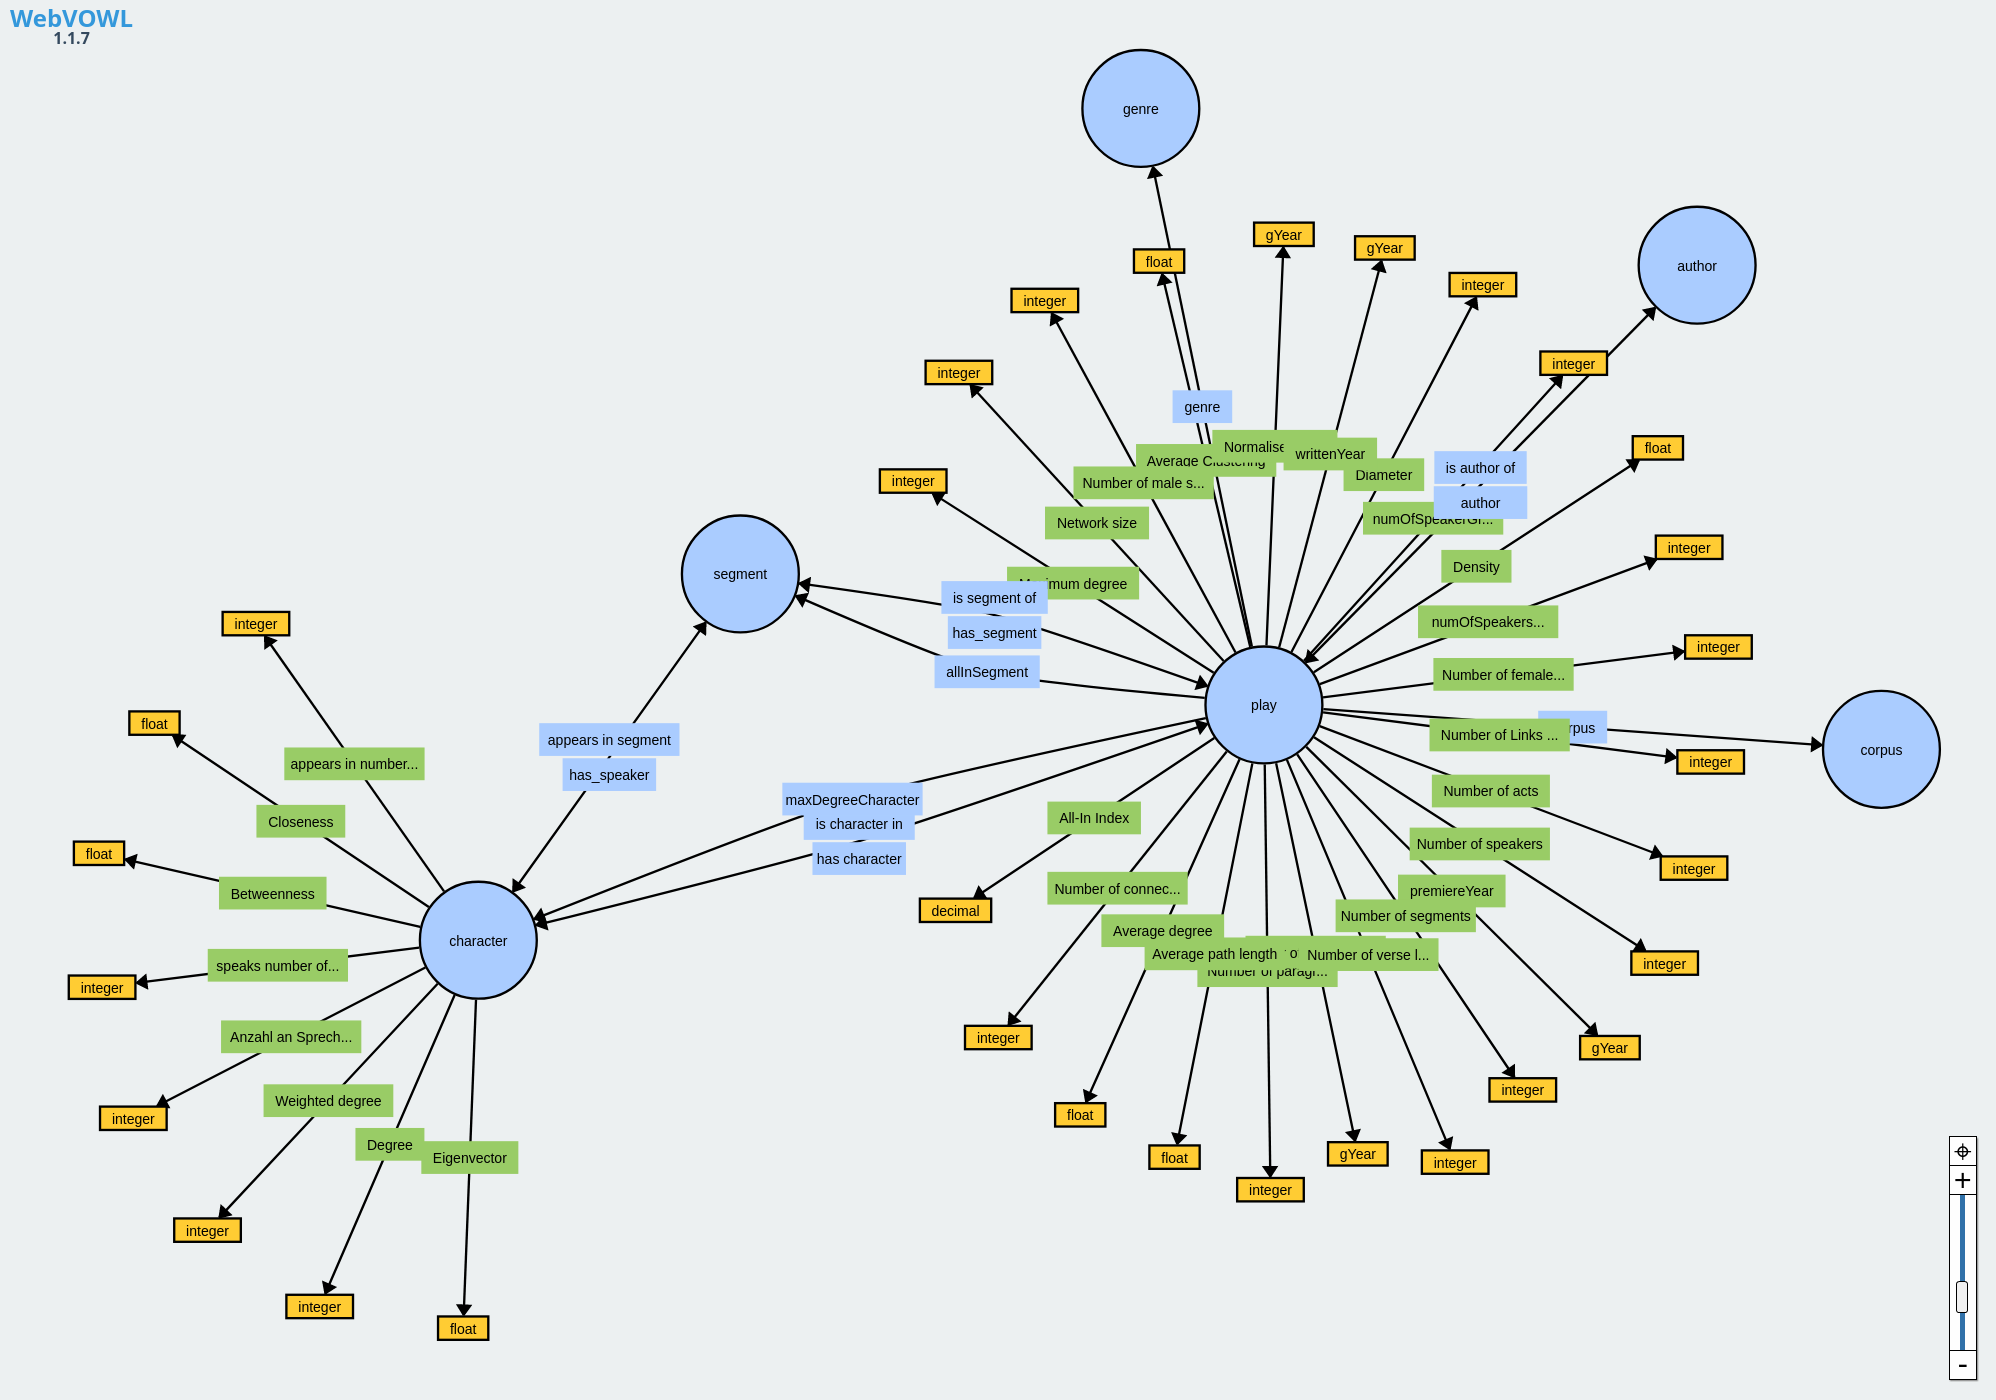 WebVOWL
1.1.7
genre
gYear
gYear
float
integer
integer
author
integer
integer
integer
genre
float
Normalise
writtenYear
Average Clustering
Diameter
is author of
Number of male s...
author
integer
numOfSpeakerGr...
Network size
integer
Density
segment
Maximum degree
is segment of
numOfSpeakers...
has_segment
integer
integer
allInSegment
Number of female...
play
float
appears in segment
Number of Links ...
corpus
has_speaker
appears in number...
integer
Number of acts
maxDegreeCharacter
is character in
has character
All-In Index
Closeness
Number of speakers
float
integer
Betweenness
Number of connec...
premiereYear
decimal
Number of segments
character
Average degree
Average path length
Number of verse l...
integer
speaks number of...
Number of paragr...
integer
Anzahl an Sprech...
integer
gYear
integer
Weighted degree
float
integer
Degree
Eigenvector
float
gYear
integer
integer
integer
integer
float
+
-